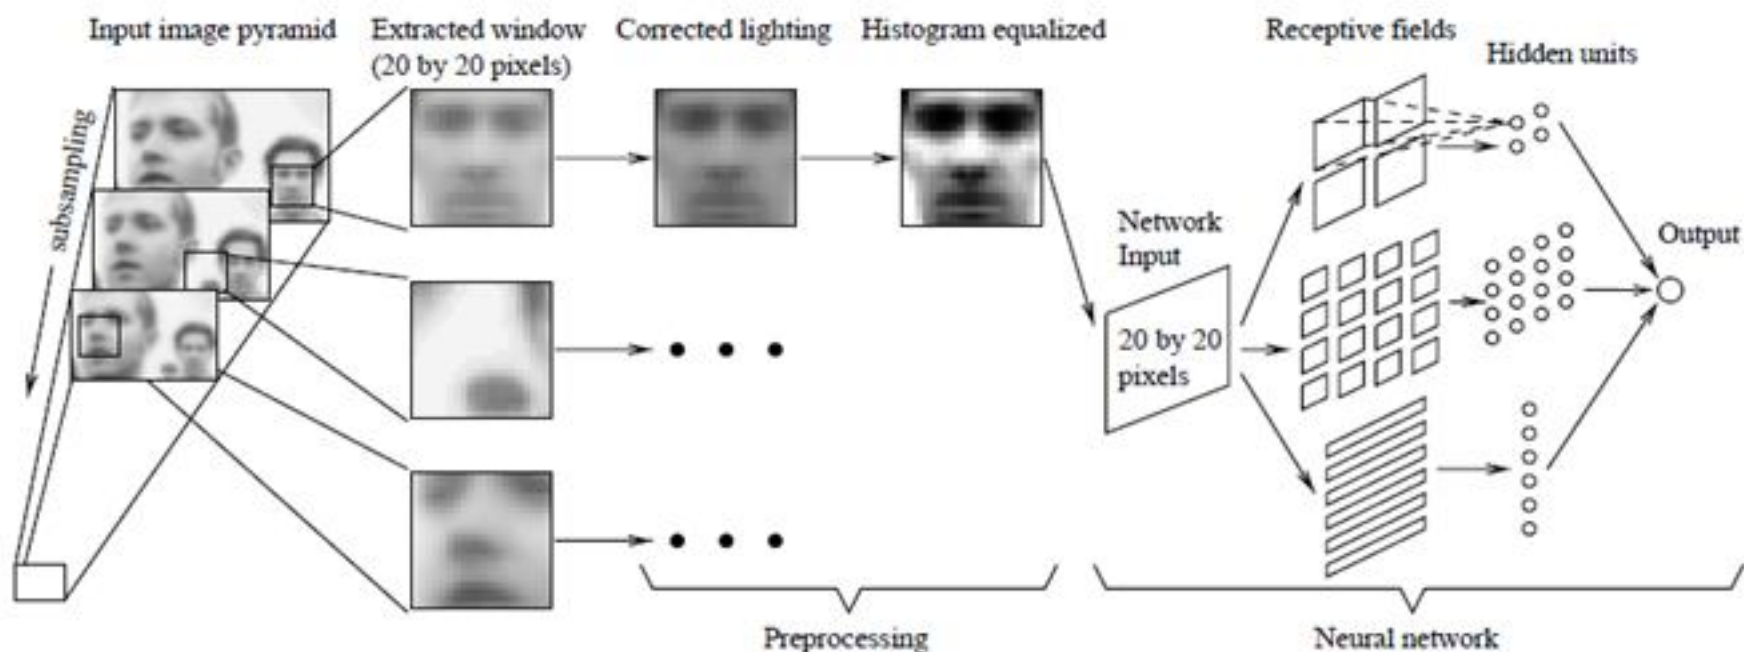 Input image pyramid
Extracted window
(20 by 20 pixels)
Corrected lighting
Histogram equalized
Receptive fields
Hidden units
subsampling
Network
Input
20 by 20
pixels
Output
Preprocessing
Neural network